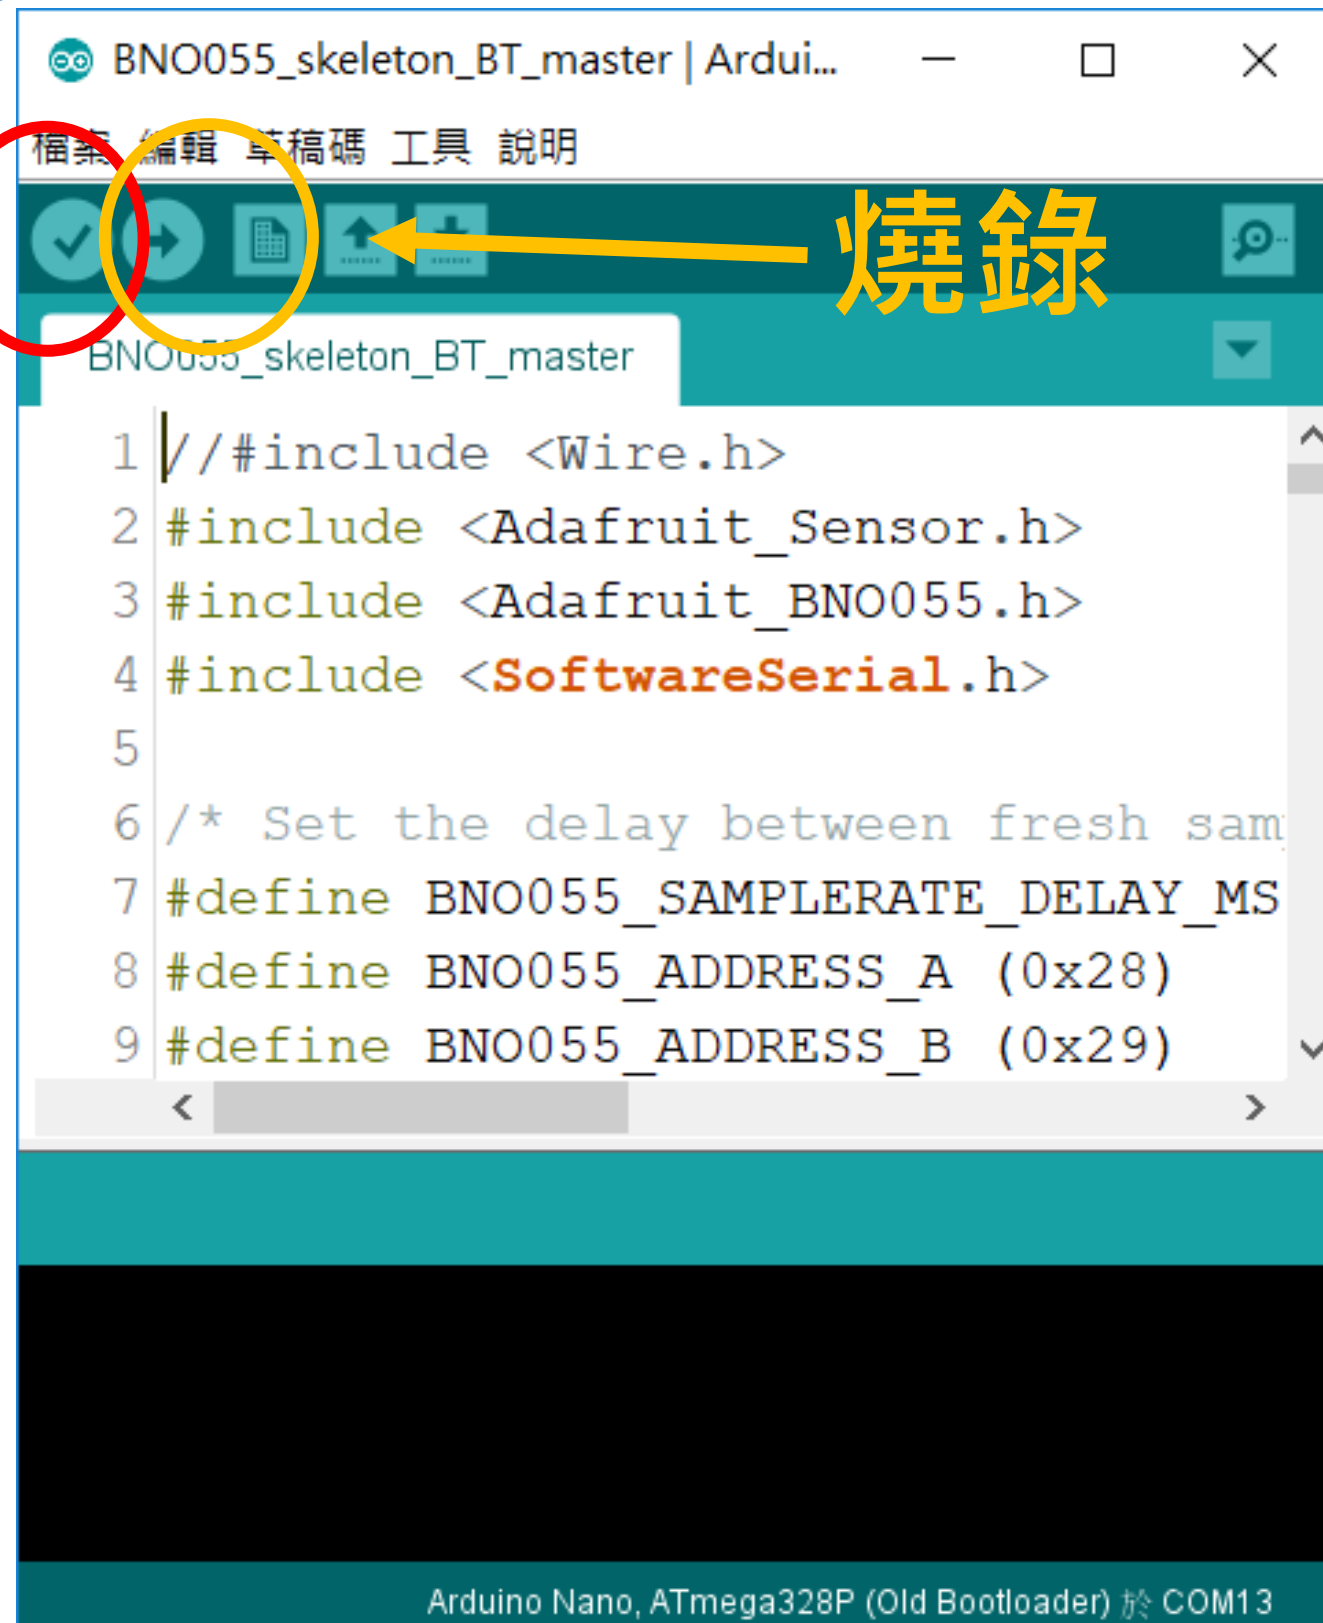 BNO055_skeleton_BT_master | Ardui...
檔案 編輯 草稿碼 工具 說明
燒錄
BNO055_skeleton_BT_master
1 //#include <Wire.h>
2 #include <Adafruit_Sensor.h>
3 #include <Adafruit_BNO055.h>
4 #include <SoftwareSerial.h>
5
6 /* Set the delay between fresh sam
7 #define BNO055_SAMPLERATE_DELAY_MS
8 #define BNO055_ADDRESS_A (0x28)
9 #define BNO055_ADDRESS_B (0x29)
Arduino Nano, ATmega328P (Old Bootloader) 於 COM13